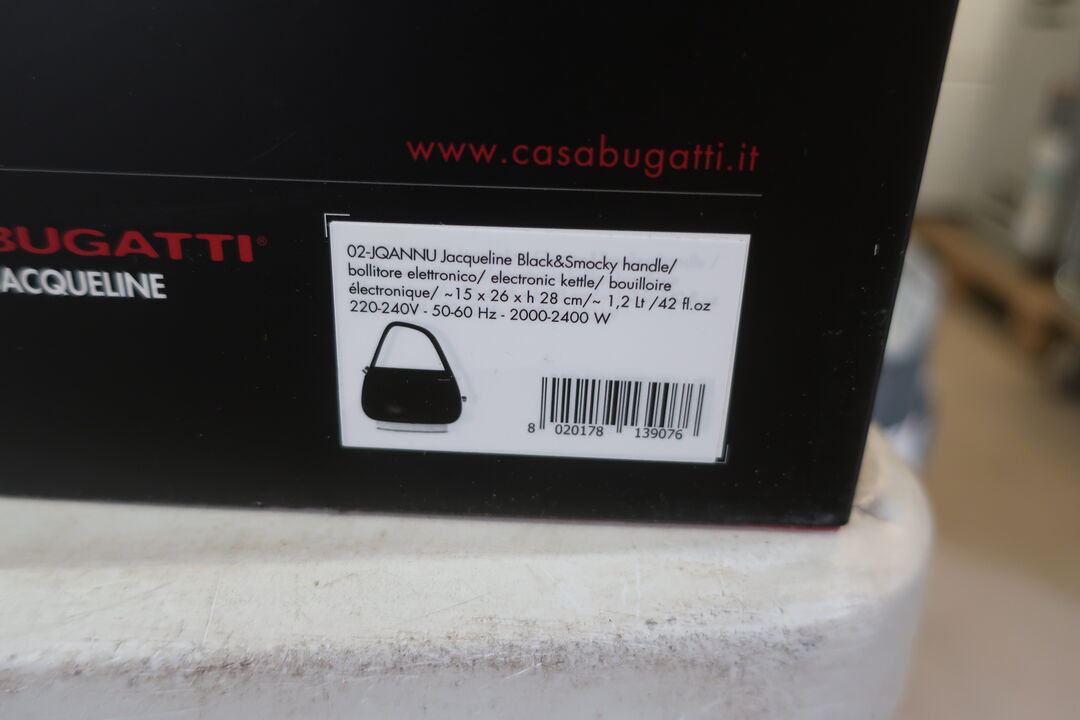 www.casabugatti.it
BUGATTI®
JACQUELINE
02-JQANNU Jacqueline Black&Smocky handle/
bollitore elettronico/ electronic kettle/ bouilloire
électronique/ ~15 x 26 x h 28 cm/~ 1,2 Lt /42 fl.oz
220-240V - 50-60 Hz - 2000-2400 W
8 020178 139076